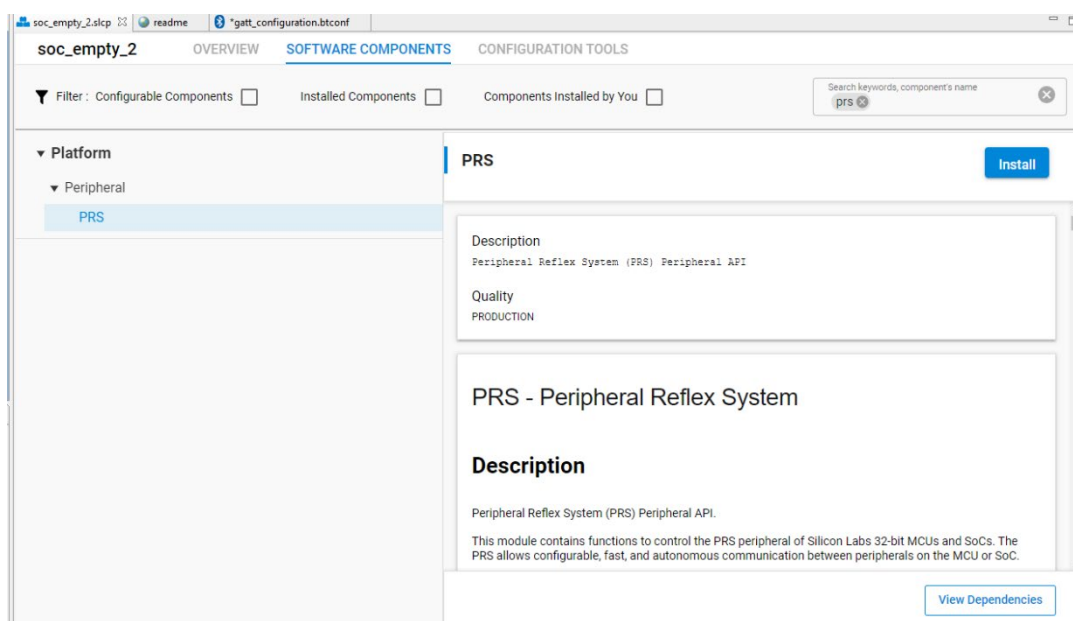 soc_empty_2.slcp readme *gatt_configuration.btconf
soc_empty_2 OVERVIEW SOFTWARE COMPONENTS CONFIGURATION TOOLS
Filter : Configurable Components Installed Components Components Installed by You
Search keywords, component's name
prs
Platform
Peripheral
PRS
PRS
Install
Description
Peripheral Reflex System (PRS) Peripheral API
Quality
PRODUCTION
PRS - Peripheral Reflex System
Description
Peripheral Reflex System (PRS) Peripheral API.
This module contains functions to control the PRS peripheral of Silicon Labs 32-bit MCUs and SoCs. The
PRS allows configurable, fast, and autonomous communication between peripherals on the MCU or SoC.
View Dependencies